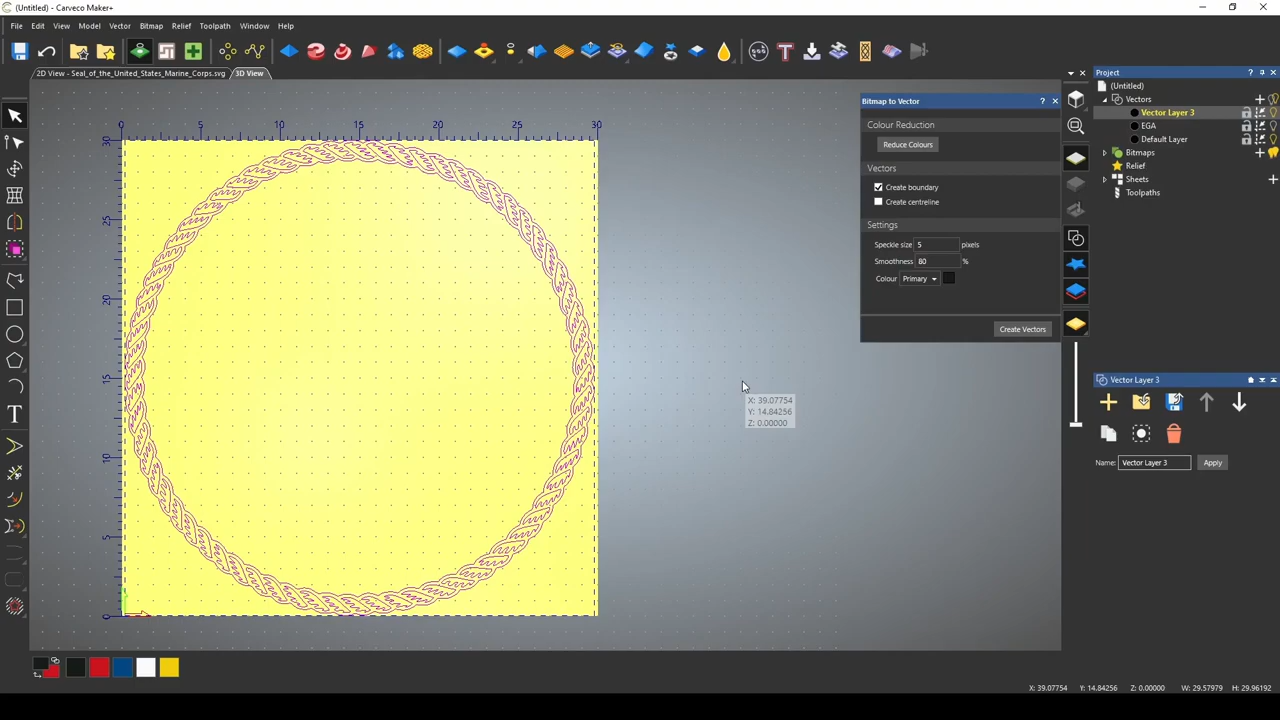 (Untitled) - Carveco Maker+
File Edit View Model Vector Bitmap Relief Toolpath Window Help
2D View - Seal_of_the_United_States_Marine_Corps.svg 3D View
0 5 10 15 20 25 30
30
25
20
15
10
5
0
X: 39.07754
Y: 14.84256
Z: 0.00000
Bitmap to Vector ?
Colour Reduction
Reduce Colours
Vectors
Create boundary
Create centreline
Settings
Speckle size 5 pixels
Smoothness 80 %
Colour Primary
Create Vectors
Project ?
(Untitled)
Vectors
Vector Layer 3
EGA
Default Layer
Bitmaps
Relief
Sheets
Toolpaths
Vector Layer 3
Name: Vector Layer 3 Apply
X: 39.07754 Y: 14.84256 Z: 0.00000 W: 29.57979 H: 29.96192